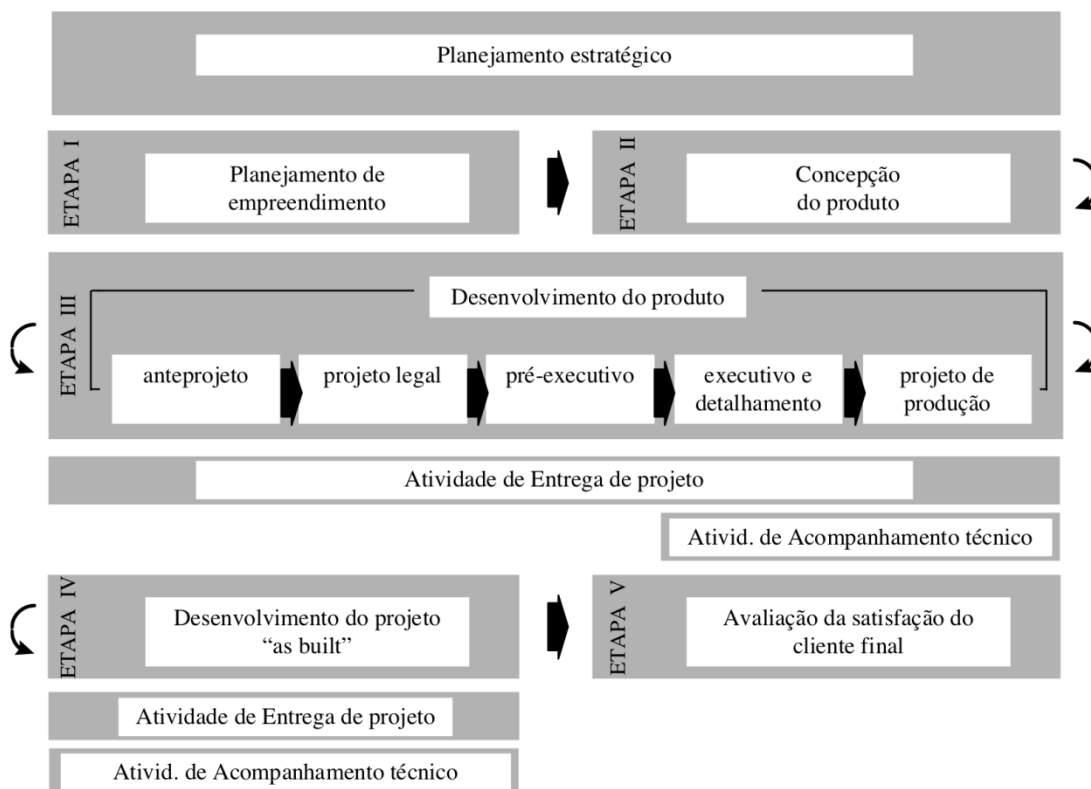 Planejamento estratégico
ETAPA I
Planejamento de
empreendimento
ETAPA II
Concepção
do produto
ETAPA III
Desenvolvimento do produto
anteprojeto
projeto legal
pré-executivo
executivo e
detalhamento
projeto de
produção
Atividade de Entrega de projeto
Ativid. de Acompanhamento técnico
ETAPA IV
Desenvolvimento do projeto
“as built”
ETAPA V
Avaliação da satisfação do
cliente final
Atividade de Entrega de projeto
Ativid. de Acompanhamento técnico